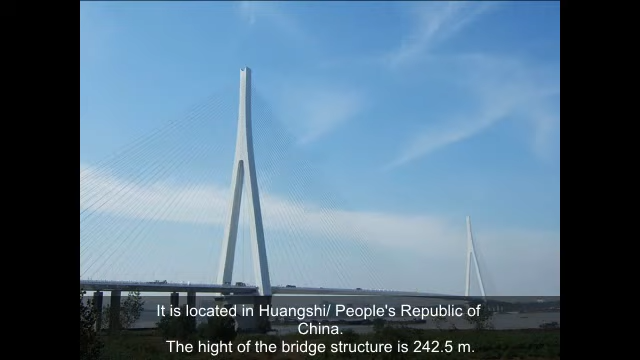 It is located in Huangshi/ People's Republic of
China.
The hight of the bridge structure is 242.5 m.